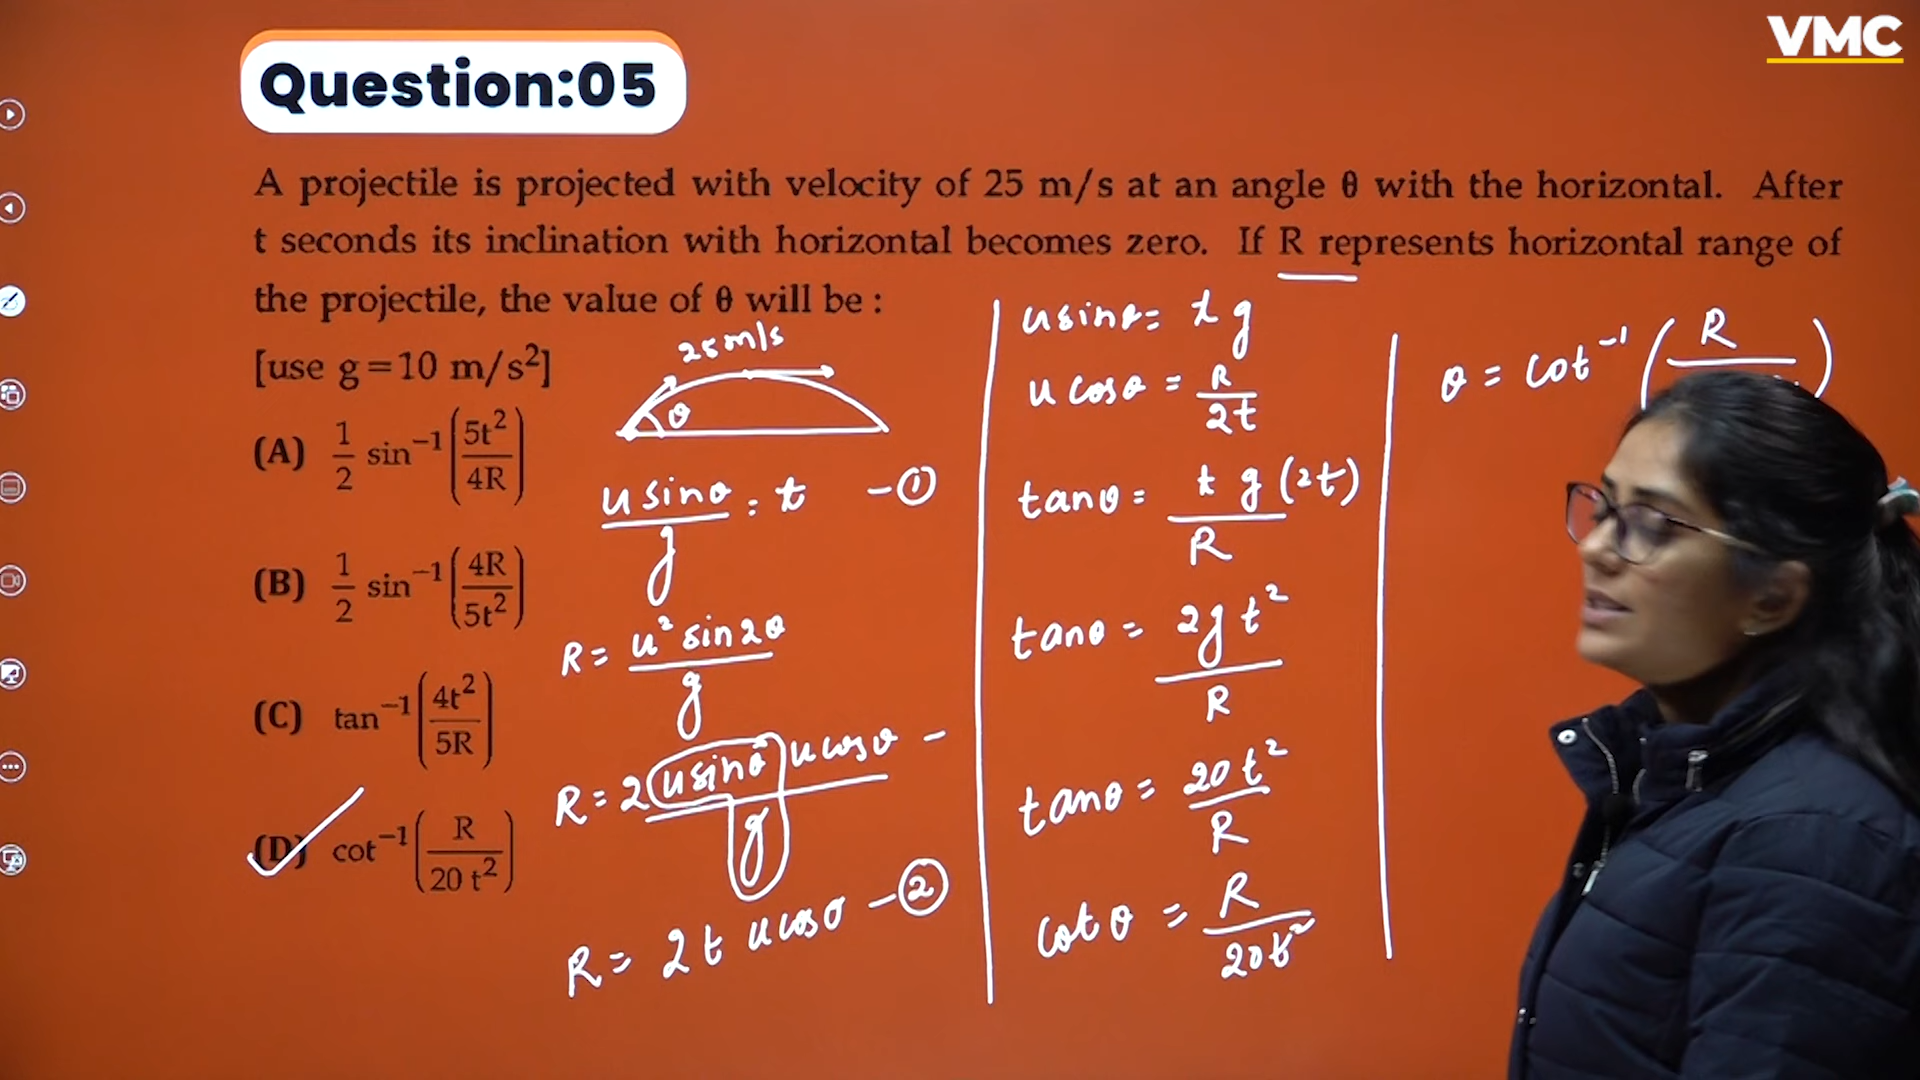 VMC
Question:05
A projectile is projected with velocity of 25 m/s at an angle θ with the horizontal. After
t seconds its inclination with horizontal becomes zero. If R represents horizontal range of
the projectile, the value of θ will be :
[use g = 10 m/s²]
(A) 1/2 sin⁻¹(5t²/4R)
(B) 1/2 sin⁻¹(4R/5t²)
(C) tan⁻¹(4t²/5R)
(D) cot⁻¹(R/20 t²)
25m/s
θ
u sinθ/g = t -①
R = u² sin2θ/g
R = 2 u sinθ u cosθ/g -
R = 2t u cosθ -②
u sinθ = t g
u cosθ = R/2t
tanθ = t g (2t)/R
tanθ = 2g t²/R
tanθ = 20 t²/R
cot θ = R/20t²
θ = cot⁻¹(R/